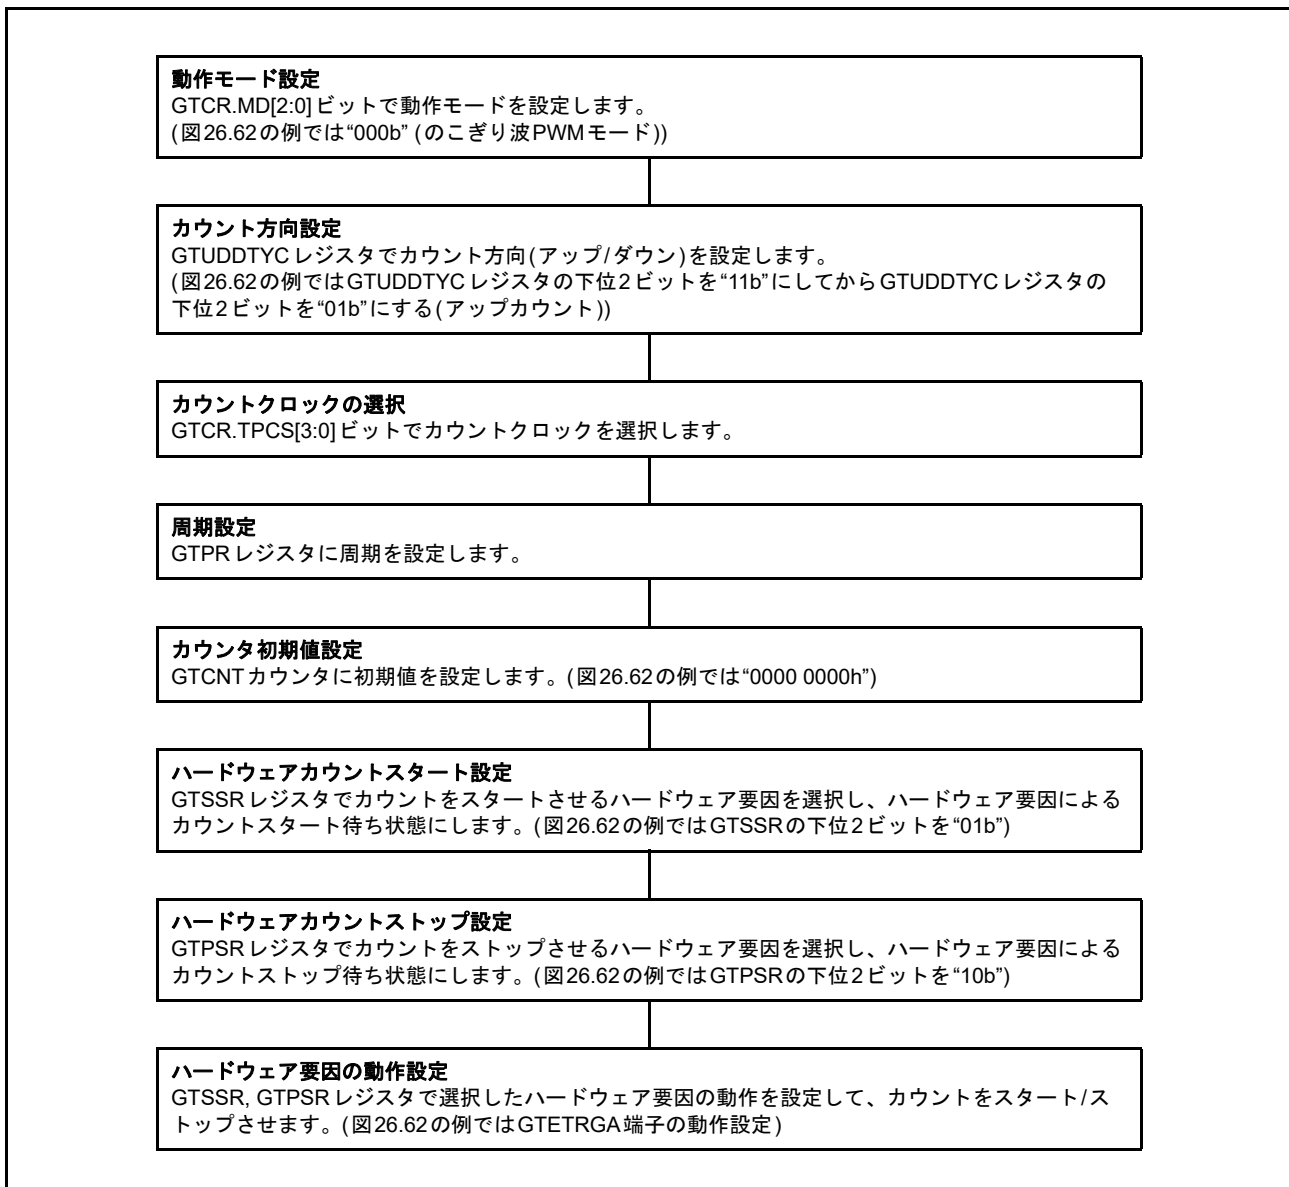 動作モード設定
GTCR.MD[2:0]ビットで動作モードを設定します。
(図26.62の例では“000b” (のこぎり波PWMモード))
カウント方向設定
GTUDDTYCレジスタでカウント方向(アップ/ダウン)を設定します。
(図26.62の例ではGTUDDTYCレジスタの下位2ビットを“11b”にしてからGTUDDTYCレジスタの
下位2ビットを“01b”にする(アップカウント))
カウントクロックの選択
GTCR.TPCS[3:0]ビットでカウントクロックを選択します。
周期設定
GTPRレジスタに周期を設定します。
カウンタ初期値設定
GTCNTカウンタに初期値を設定します。(図26.62の例では“0000 0000h”)
ハードウェアカウントスタート設定
GTSSRレジスタでカウントをスタートさせるハードウェア要因を選択し、ハードウェア要因による
カウントスタート待ち状態にします。(図26.62の例ではGTSSRの下位2ビットを“01b”)
ハードウェアカウントストップ設定
GTPSRレジスタでカウントをストップさせるハードウェア要因を選択し、ハードウェア要因による
カウントストップ待ち状態にします。(図26.62の例ではGTPSRの下位2ビットを“10b”)
ハードウェア要因の動作設定
GTSSR, GTPSRレジスタで選択したハードウェア要因の動作を設定して、カウントをスタート/ス
トップさせます。(図26.62の例ではGTETRGA端子の動作設定)